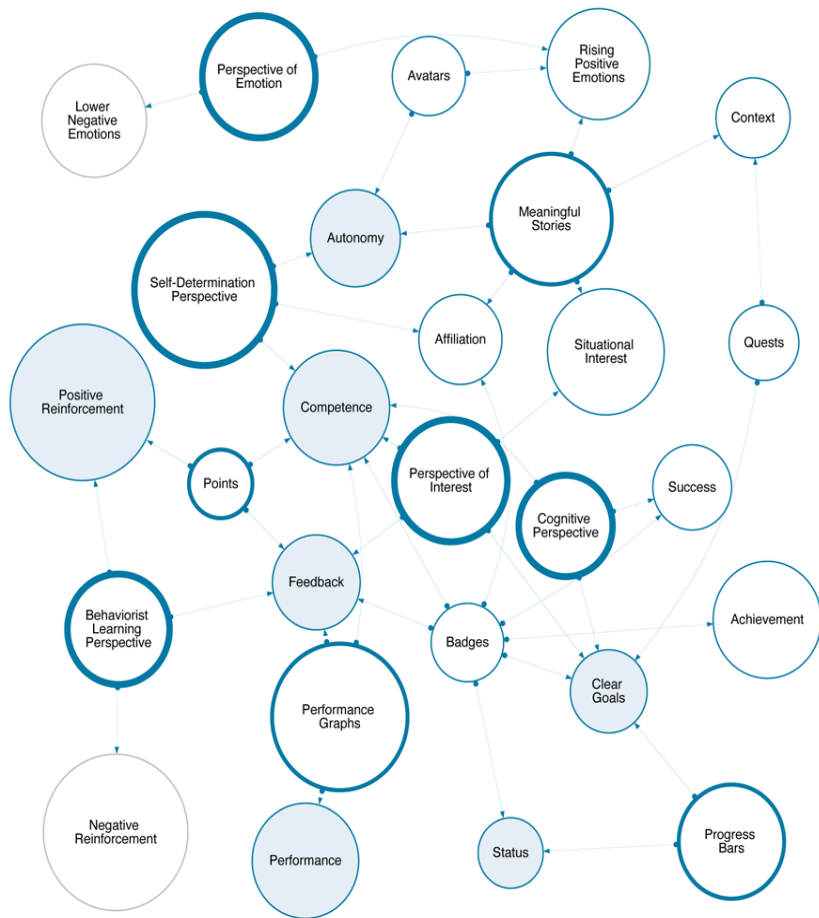 Perspective of
Emotion
Avatars
Rising
Positive
Emotions
Lower
Negative
Emotions
Context
Meaningful
Stories
Autonomy
Self-Determination
Perspective
Affiliation
Situational
Interest
Quests
Positive
Reinforcement
Competence
Points
Perspective of
Interest
Success
Cognitive
Perspective
Feedback
Behaviorist
Learning
Perspective
Badges
Achievement
Clear
Goals
Performance
Graphs
Negative
Reinforcement
Performance
Status
Progress
Bars